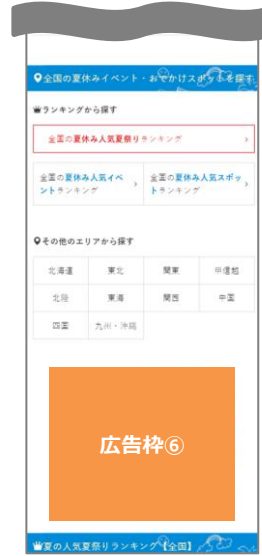 全国の夏休みイベント・おでかけスポットを探す
ランキングから探す
全国の夏休み人気夏祭りランキング
全国の夏休み人気イベ
ントランキング
全国の夏休み人気スポッ
トランキング
その他のエリアから探す
北海道 東北 関東 甲信越
北陸 東海 関西 中国
四国 九州・沖縄
広告枠⑥
夏の人気夏祭りランキング【全国】